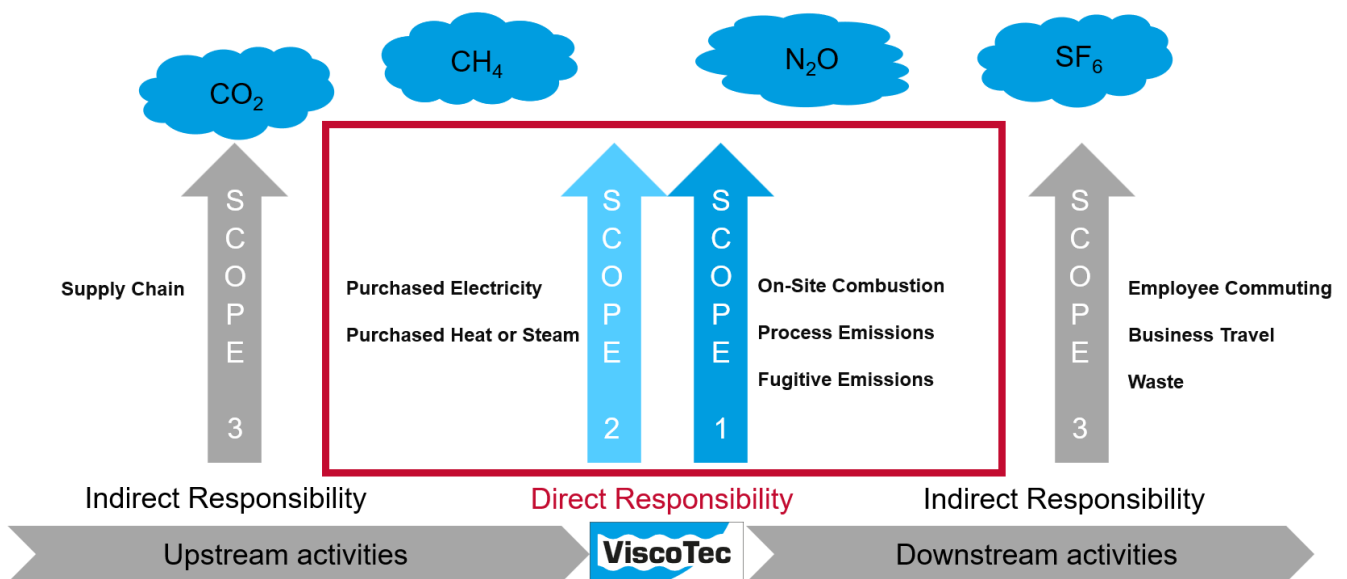 CO₂
CH₄
N₂O
SF₆
SCOPE 3
Supply Chain
Purchased Electricity
Purchased Heat or Steam
SCOPE 2
SCOPE 1
On-Site Combustion
Process Emissions
Fugitive Emissions
SCOPE 3
Employee Commuting
Business Travel
Waste
Indirect Responsibility
Direct Responsibility
Indirect Responsibility
Upstream activities
ViscoTec
Downstream activities